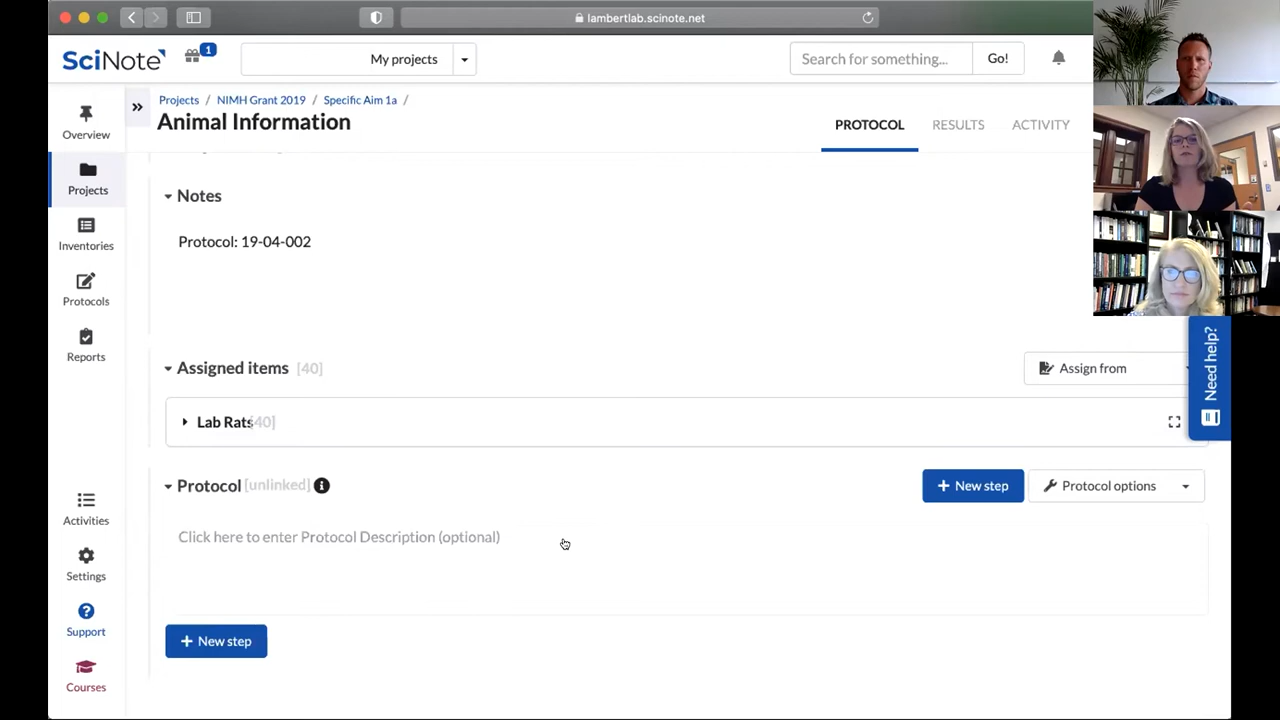 lambertlab.scinote.net
SciNote
1
My projects
Search for something...
Go!
Projects / NIMH Grant 2019 / Specific Aim 1a /
Animal Information
PROTOCOL
RESULTS
ACTIVITY
Overview
Projects
Inventories
Protocols
Reports
Activities
Settings
Support
Courses
Notes
Protocol: 19-04-002
Assigned items [40]
Assign from
Lab Rats [40]
Protocol [unlinked]
+ New step
Protocol options
Click here to enter Protocol Description (optional)
+ New step
Need help?